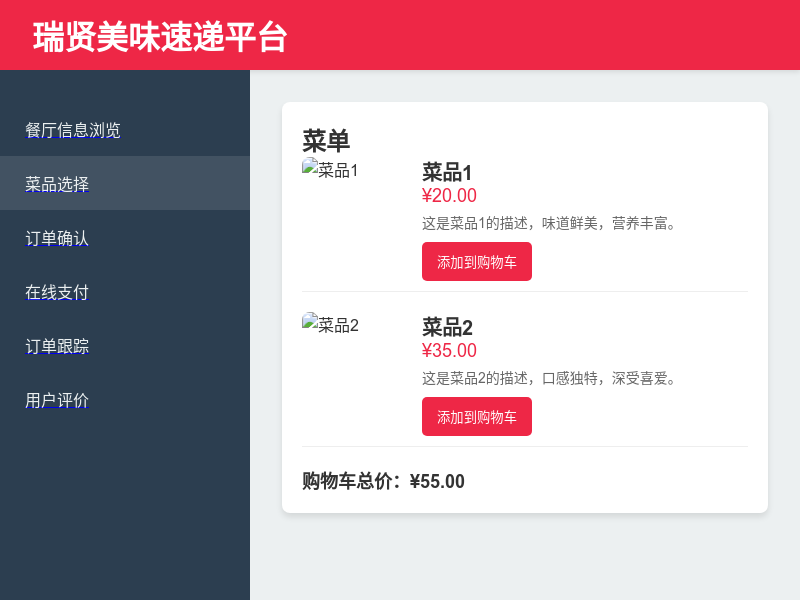 瑞贤美味速递平台
餐厅信息浏览
菜品选择
订单确认
在线支付
订单跟踪
用户评价
菜单
菜品1
菜品1
¥20.00
这是菜品1的描述，味道鲜美，营养丰富。
添加到购物车
菜品2
菜品2
¥35.00
这是菜品2的描述，口感独特，深受喜爱。
添加到购物车
购物车总价：¥55.00